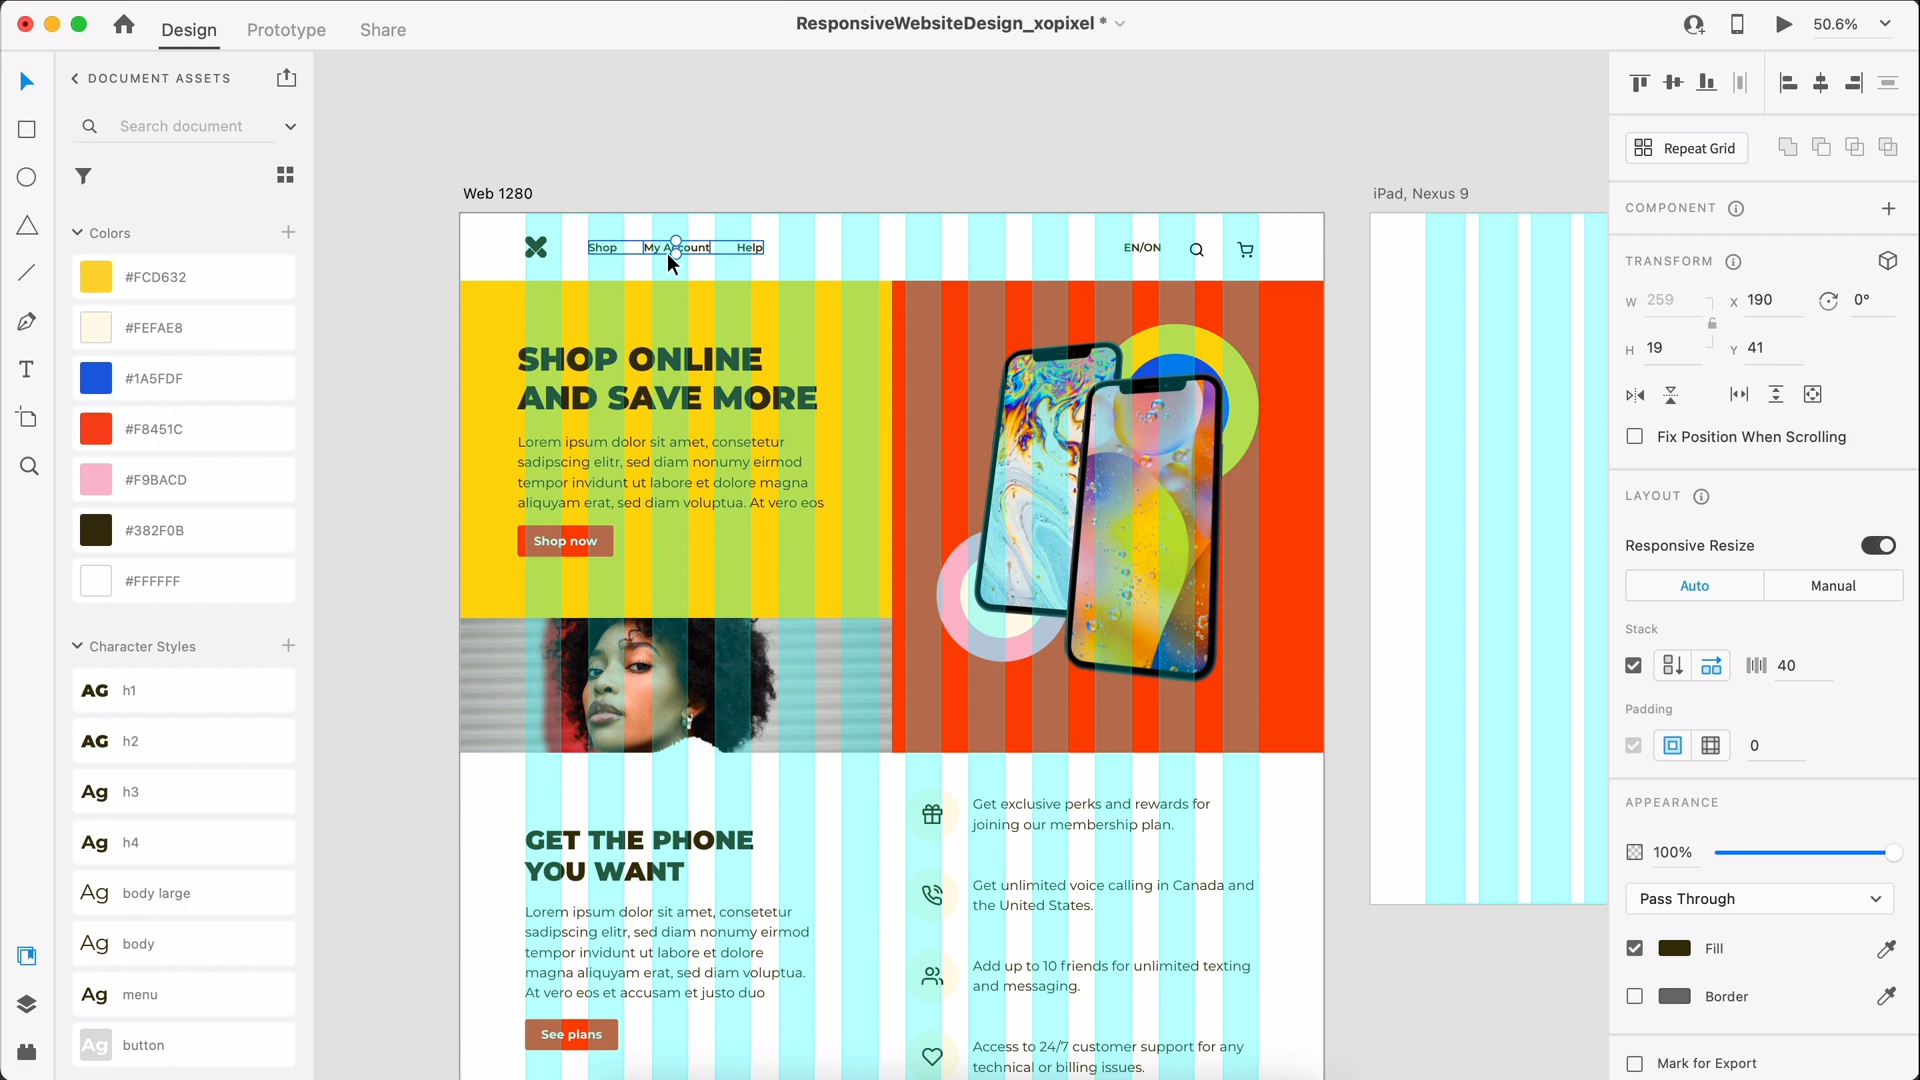 Design
Prototype
Share
ResponsiveWebsiteDesign_xopixel *
50.6%
DOCUMENT ASSETS
Search document
Colors
#FCD632
#FEFAE8
#1A5FDF
#F8451C
#F9BACD
#382F0B
#FFFFFF
Character Styles
AG h1
AG h2
Ag h3
Ag h4
Ag body large
Ag body
Ag menu
Ag button
Web 1280
Shop My Account Help
EN/ON
SHOP ONLINE
AND SAVE MORE
Lorem ipsum dolor sit amet, consetetur
sadipscing elitr, sed diam nonumy eirmod
tempor invidunt ut labore et dolore magna
aliquyam erat, sed diam voluptua. At vero eos
Shop now
GET THE PHONE
YOU WANT
Lorem ipsum dolor sit amet, consetetur
sadipscing elitr, sed diam nonumy eirmod
tempor invidunt ut labore et dolore
magna aliquyam erat, sed diam voluptua.
At vero eos et accusam et justo duo
See plans
Get exclusive perks and rewards for
joining our membership plan.
Get unlimited voice calling in Canada and
the United States.
Add up to 10 friends for unlimited texting
and messaging.
Access to 24/7 customer support for any
technical or billing issues.
iPad, Nexus 9
Repeat Grid
COMPONENT
TRANSFORM
W 259 X 190 0°
H 19 Y 41
Fix Position When Scrolling
LAYOUT
Responsive Resize
Auto Manual
Stack
40
Padding
0
APPEARANCE
100%
Pass Through
Fill
Border
Mark for Export